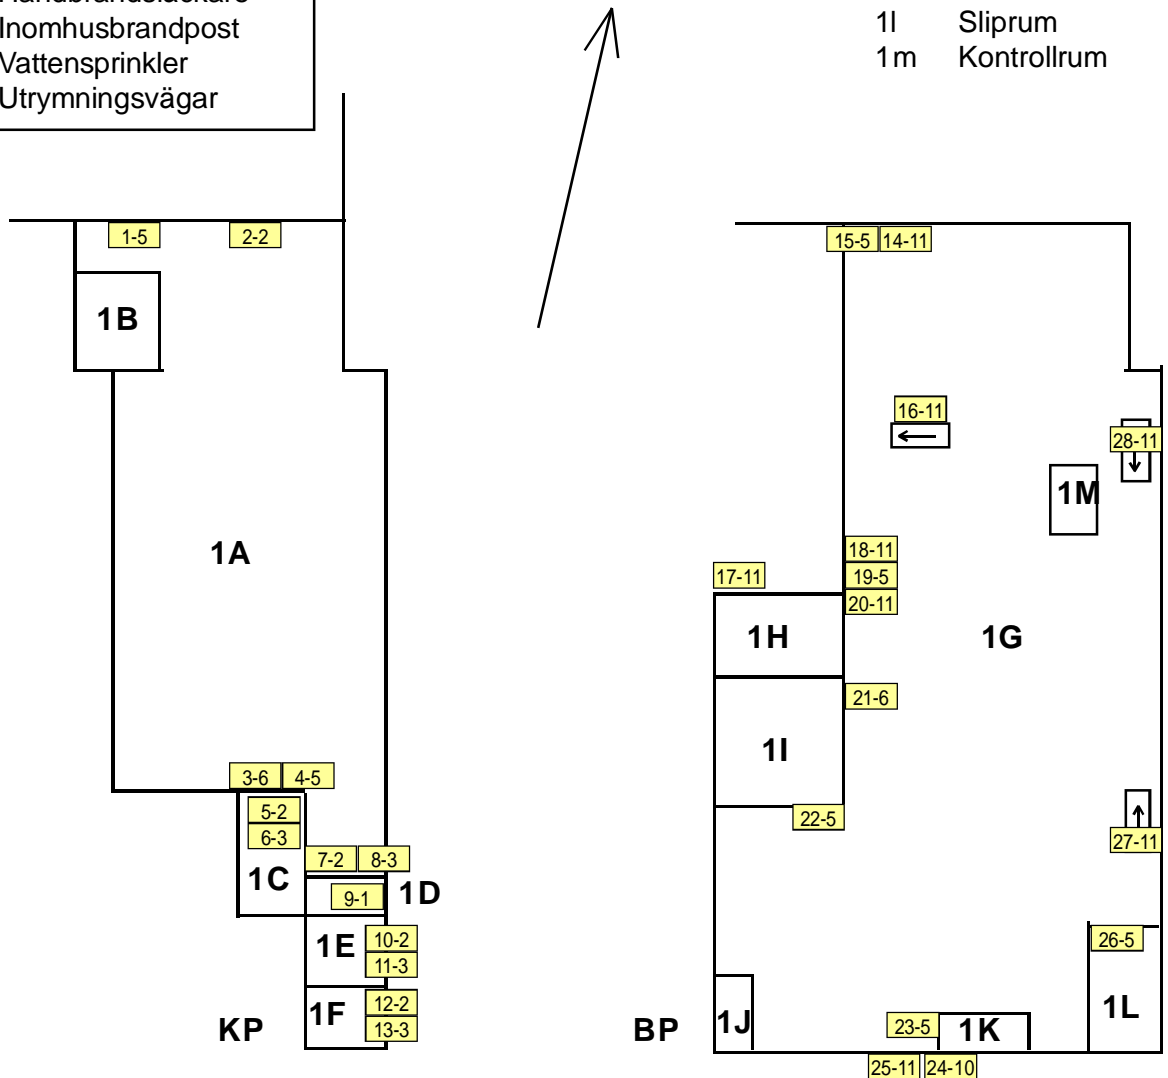 Inomhusbrandpost
Vattensprinkler
Utrymningsvägar
1l Sliprum
1m Kontrollrum
1-5 2-2
15-5 14-11
1B
16-11
28-11
1M
1A
18-11
17-11 19-5
20-11
1H 1G
21-6
1I
3-6 4-5
5-2
6-3
22-5
27-11
7-2 8-3
1C
9-1 1D
10-2
1E
11-3
26-5
12-2
1F
13-3
KP
BP 1J
23-5 1K
1L
25-11 24-10